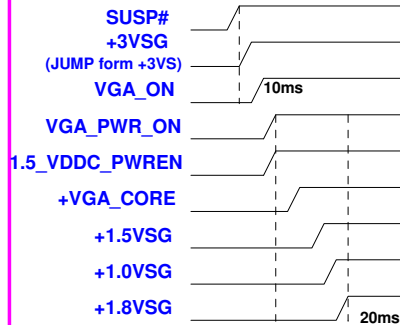 SUSP#
+3VSG
(JUMP form +3VS)
VGA_ON
10ms
VGA_PWR_ON
1.5_VDDC_PWREN
+VGA_CORE
+1.5VSG
+1.0VSG
+1.8VSG
20ms